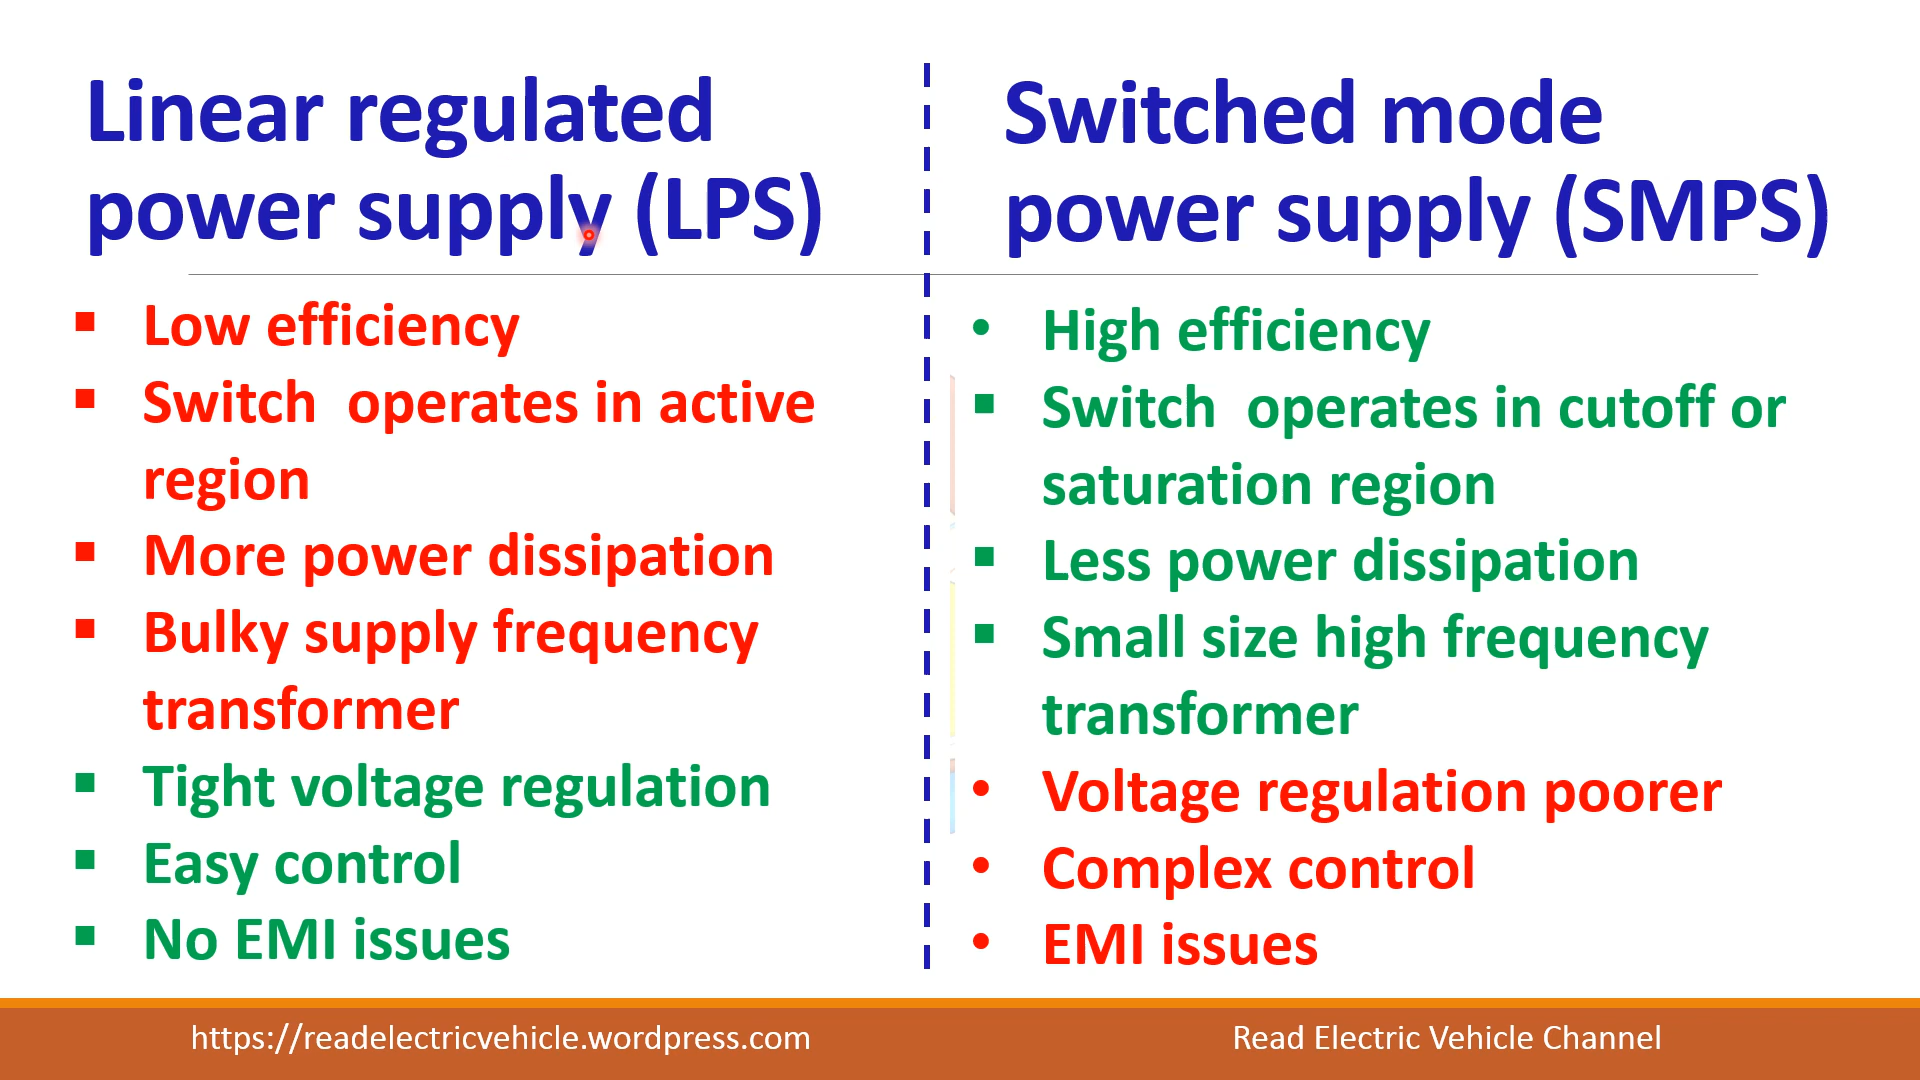 Linear regulated
power supply (LPS)
▪ Low efficiency
▪ Switch  operates in active
region
▪ More power dissipation
▪ Bulky supply frequency
transformer
▪ Tight voltage regulation
▪ Easy control
▪ No EMI issues
Switched mode
power supply (SMPS)
• High efficiency
▪ Switch  operates in cutoff or
saturation region
▪ Less power dissipation
▪ Small size high frequency
transformer
• Voltage regulation poorer
• Complex control
• EMI issues
https://readelectricvehicle.wordpress.com
Read Electric Vehicle Channel